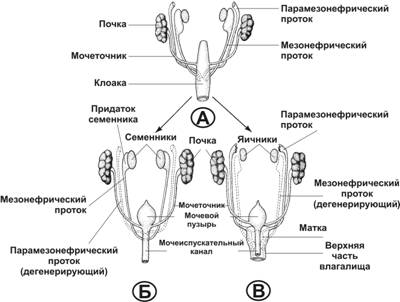 Почка
Мочеточник
Клоака
Парамезонефрический
проток
Мезонефрический
проток
А
Придаток
семенника
Семенники
Почка
Яичники
Парамезонефрический
проток
Мезонефрический
проток
Парамезонефрический
проток
(дегенерирующий)
Мочеточник
Мочевой
пузырь
Мочеиспускательный
канал
Мезонефрический
проток
(дегенерирующий)
Матка
Верхняя
часть
влагалища
Б
В